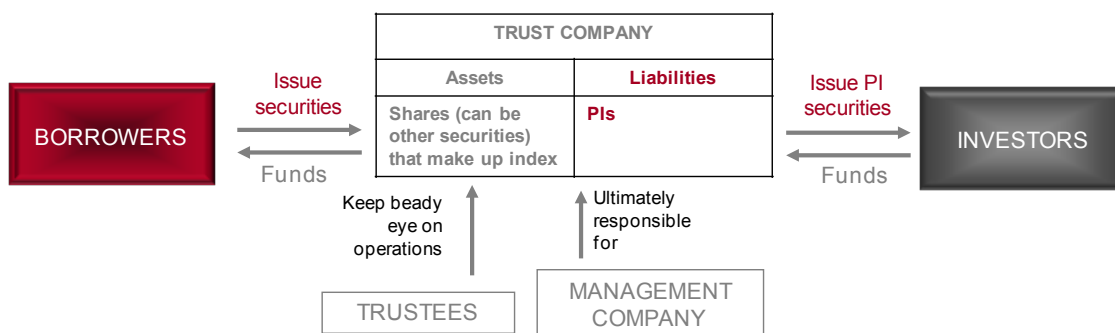 TRUST COMPANY
Assets
Liabilities
Shares (can be
other securities)
that make up index
PIs
BORROWERS
Issue
securities
Funds
Issue PI
securities
Funds
INVESTORS
Keep beady
eye on
operations
Ultimately
responsible
for
TRUSTEES
MANAGEMENT
COMPANY